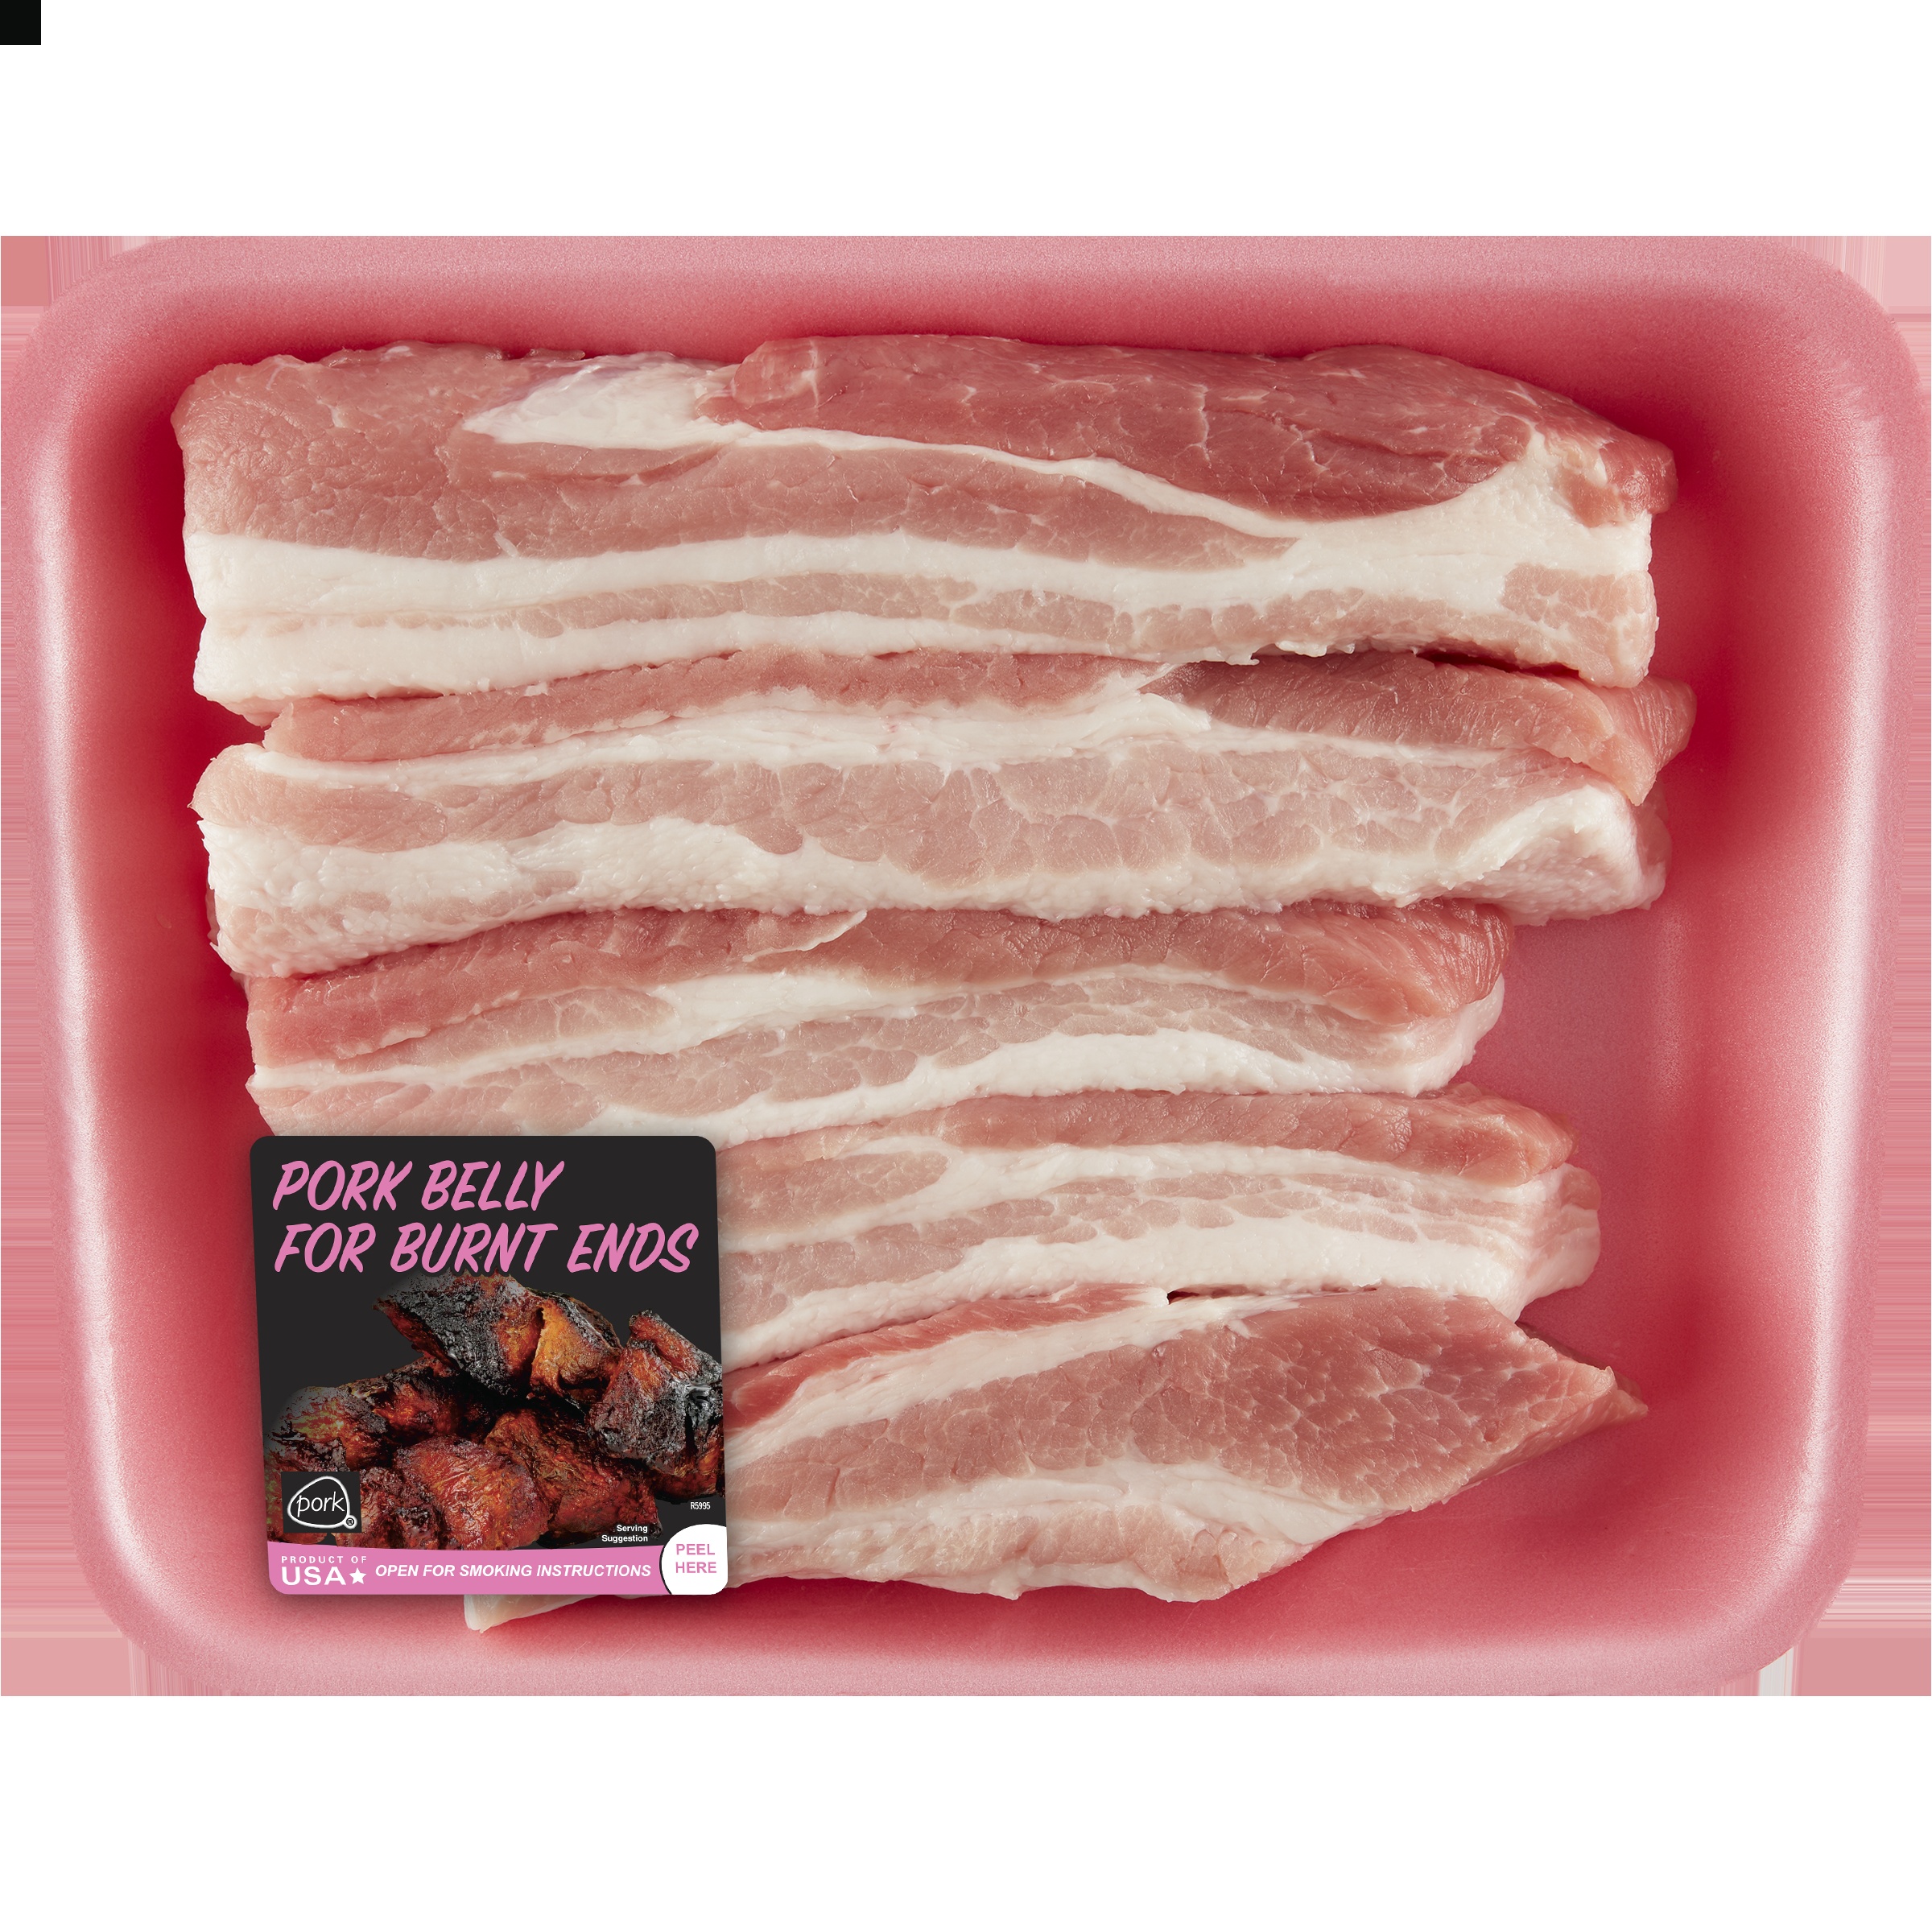 PORK BELLY
FOR BURNT ENDS
pork
®
R5995
Serving
Suggestion
PRODUCT OF
USA
OPEN FOR SMOKING INSTRUCTIONS
PEEL
HERE